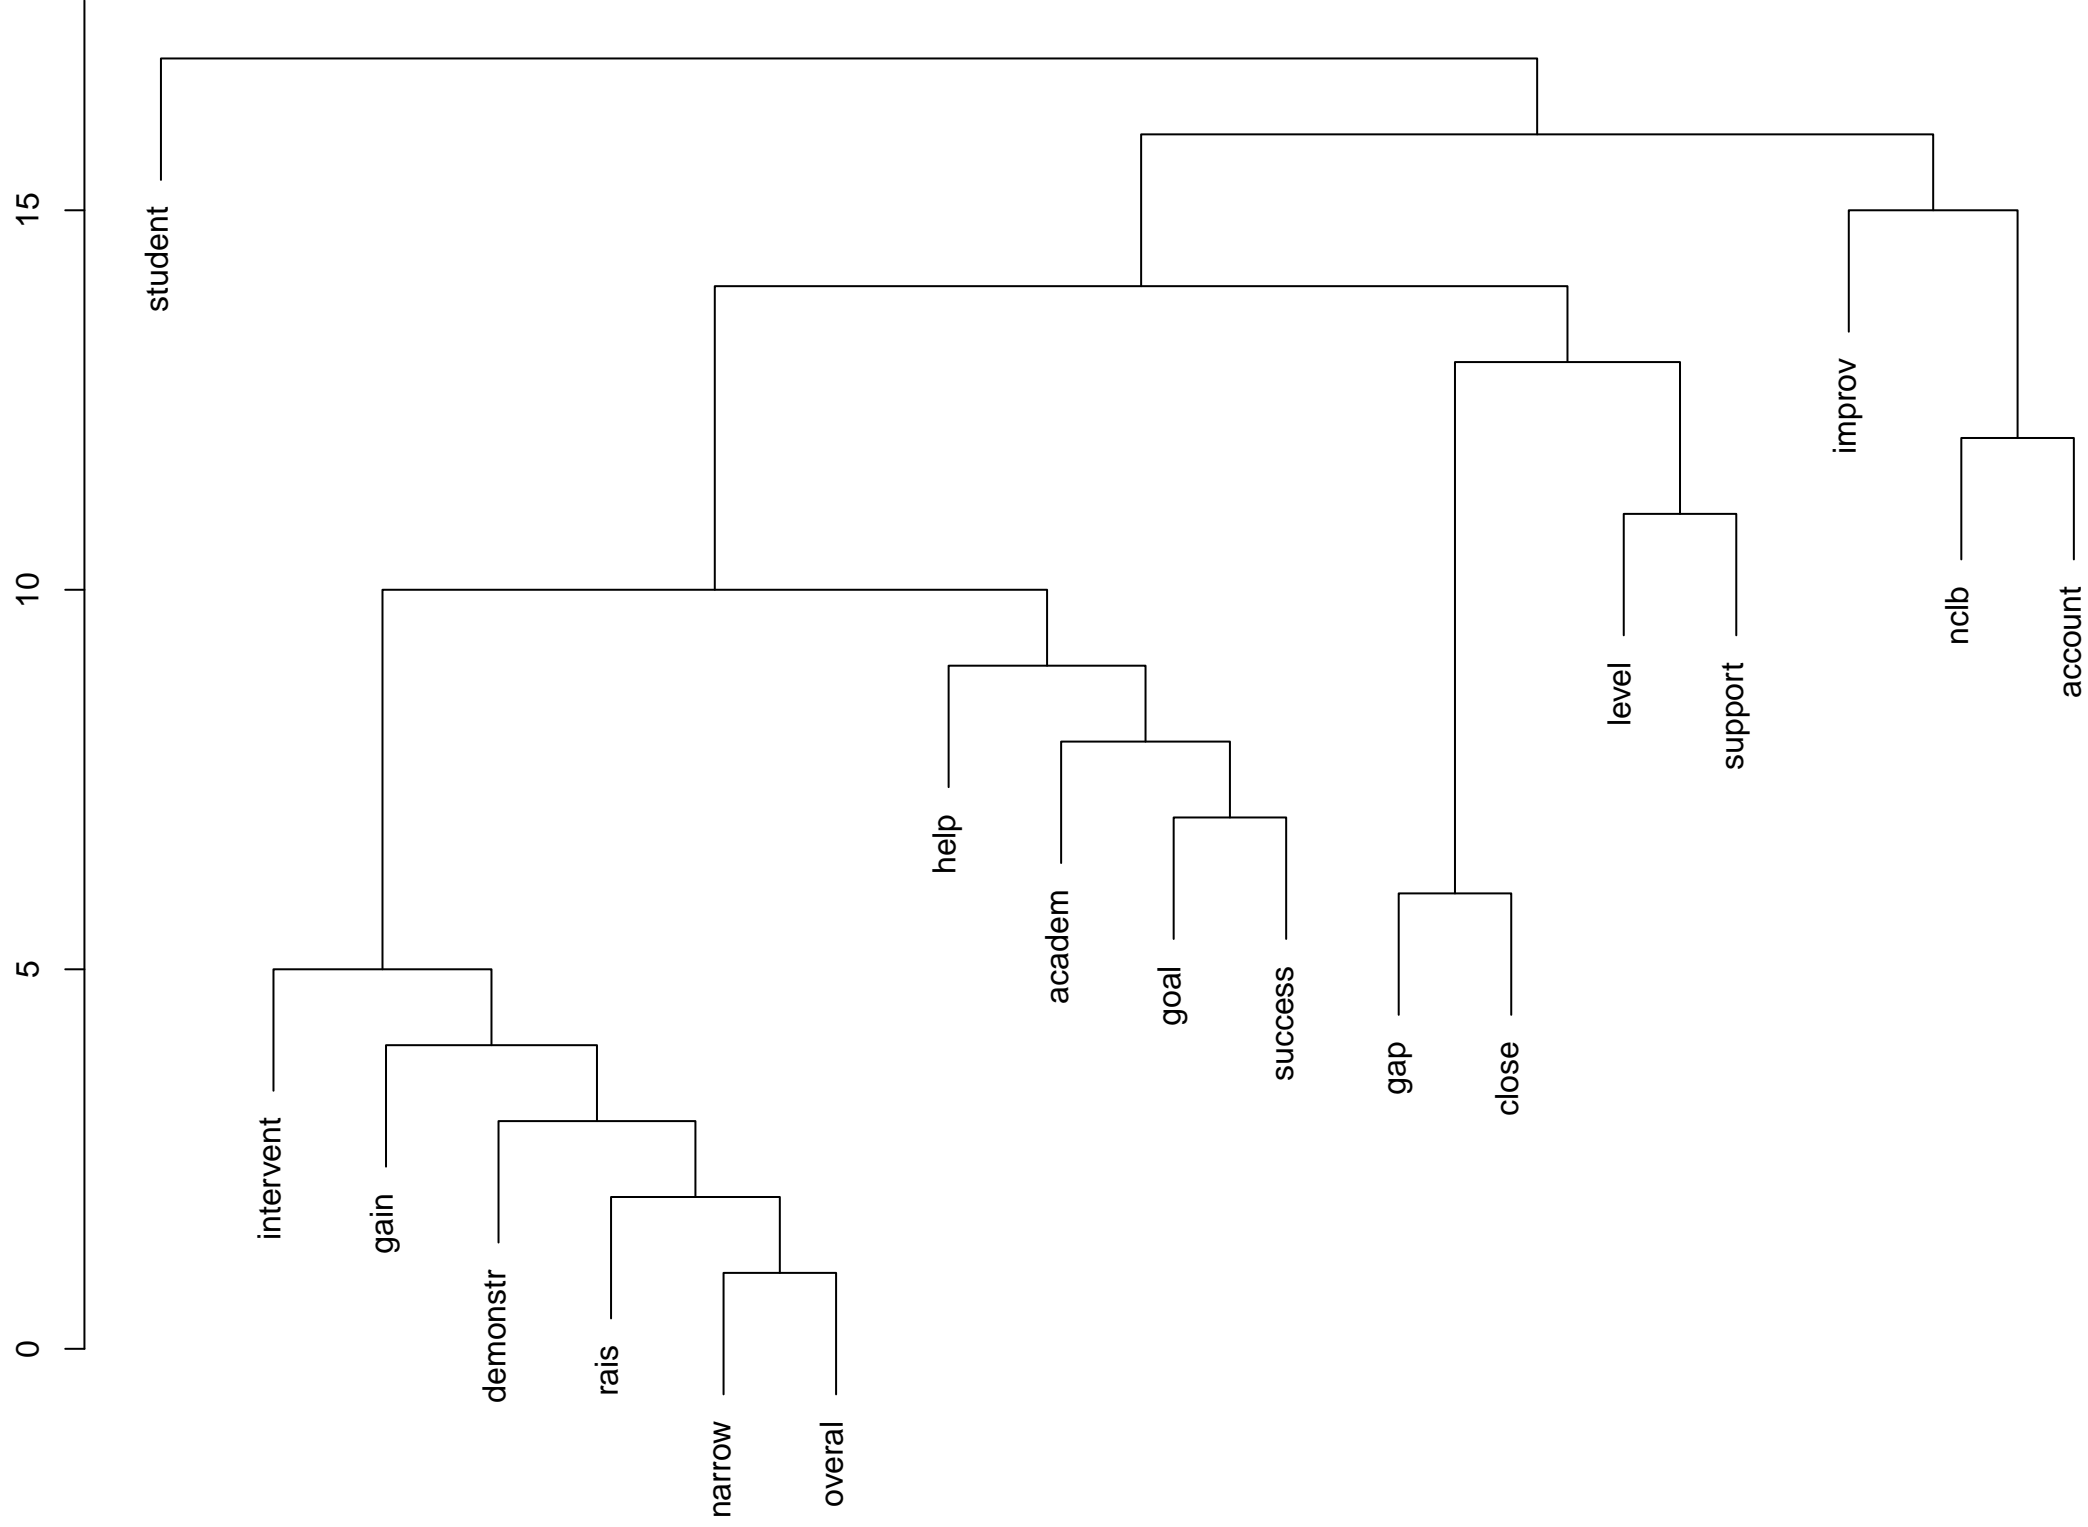 15
10
5
0
student
intervent
gain
demonstr
rais
narrow
overal
help
academ
goal
success
gap
close
level
support
improv
nclb
account